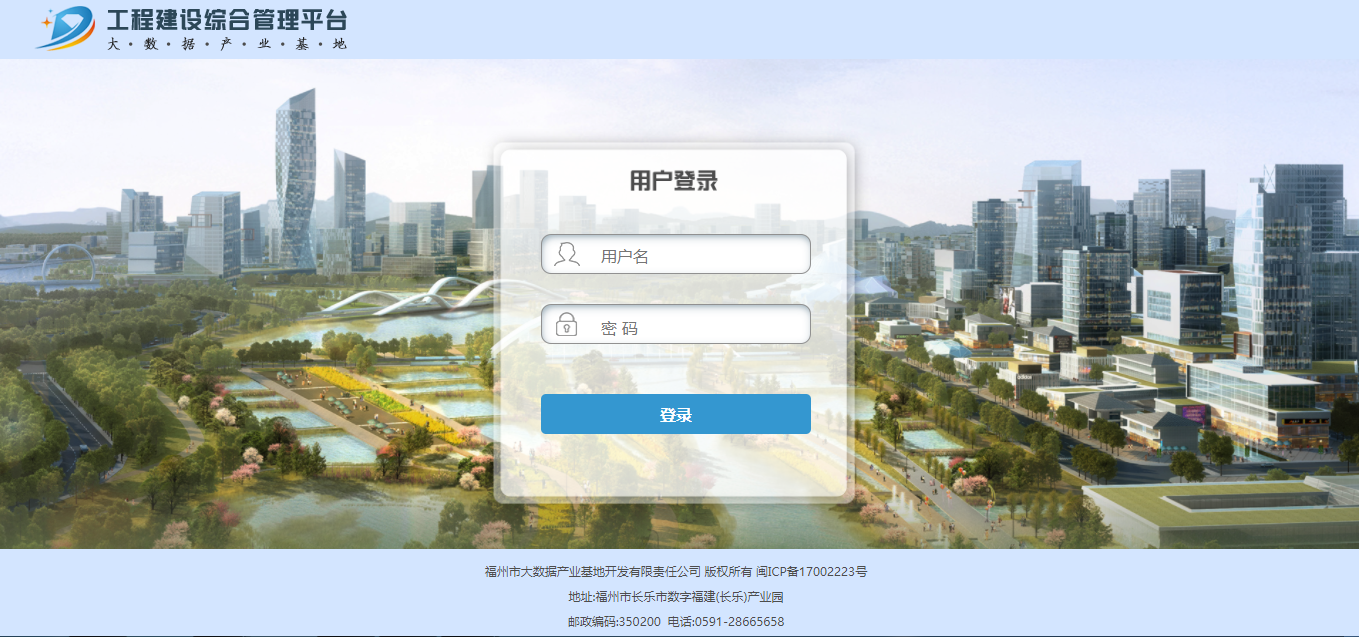 工程建设综合管理平台
大·数·据·产·业·基·地
用户登录
用户名
密 码
登录
福州市大数据产业基地开发有限责任公司 版权所有 闽ICP备17002223号
地址:福州市长乐市数字福建(长乐)产业园
邮政编码:350200 电话:0591-28665658